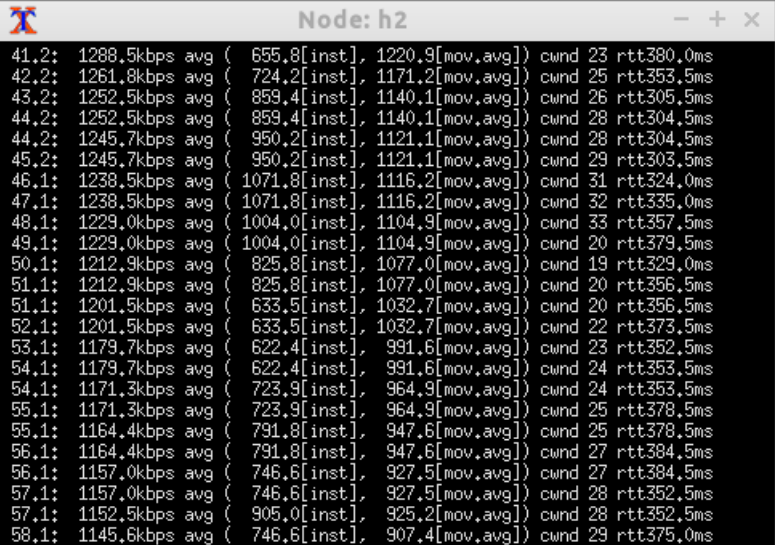 Node: h2
41.2: 1288.5kbps avg ( 655.8[inst], 1220.9[mov.avg]) cwnd 23 rtt380.0ms
42.2: 1261.8kbps avg ( 724.2[inst], 1171.2[mov.avg]) cwnd 25 rtt353.5ms
43.2: 1252.5kbps avg ( 859.4[inst], 1140.1[mov.avg]) cwnd 26 rtt305.5ms
44.2: 1252.5kbps avg ( 859.4[inst], 1140.1[mov.avg]) cwnd 28 rtt304.5ms
44.2: 1245.7kbps avg ( 950.2[inst], 1121.1[mov.avg]) cwnd 28 rtt304.5ms
45.2: 1245.7kbps avg ( 950.2[inst], 1121.1[mov.avg]) cwnd 29 rtt303.5ms
46.1: 1238.5kbps avg ( 1071.8[inst], 1116.2[mov.avg]) cwnd 31 rtt324.0ms
47.1: 1238.5kbps avg ( 1071.8[inst], 1116.2[mov.avg]) cwnd 32 rtt335.0ms
48.1: 1229.0kbps avg ( 1004.0[inst], 1104.9[mov.avg]) cwnd 33 rtt357.5ms
49.1: 1229.0kbps avg ( 1004.0[inst], 1104.9[mov.avg]) cwnd 20 rtt379.5ms
50.1: 1212.9kbps avg ( 825.8[inst], 1077.0[mov.avg]) cwnd 19 rtt329.0ms
51.1: 1212.9kbps avg ( 825.8[inst], 1077.0[mov.avg]) cwnd 20 rtt356.5ms
51.1: 1201.5kbps avg ( 633.5[inst], 1032.7[mov.avg]) cwnd 20 rtt356.5ms
52.1: 1201.5kbps avg ( 633.5[inst], 1032.7[mov.avg]) cwnd 22 rtt373.5ms
53.1: 1179.7kbps avg ( 622.4[inst], 991.6[mov.avg]) cwnd 23 rtt352.5ms
54.1: 1179.7kbps avg ( 622.4[inst], 991.6[mov.avg]) cwnd 24 rtt353.5ms
54.1: 1171.3kbps avg ( 723.9[inst], 964.9[mov.avg]) cwnd 24 rtt353.5ms
55.1: 1171.3kbps avg ( 723.9[inst], 964.9[mov.avg]) cwnd 25 rtt378.5ms
55.1: 1164.4kbps avg ( 791.8[inst], 947.6[mov.avg]) cwnd 25 rtt378.5ms
56.1: 1164.4kbps avg ( 791.8[inst], 947.6[mov.avg]) cwnd 27 rtt384.5ms
56.1: 1157.0kbps avg ( 746.6[inst], 927.5[mov.avg]) cwnd 27 rtt384.5ms
57.1: 1157.0kbps avg ( 746.6[inst], 927.5[mov.avg]) cwnd 28 rtt352.5ms
57.1: 1152.5kbps avg ( 905.0[inst], 925.2[mov.avg]) cwnd 28 rtt352.5ms
58.1: 1145.6kbps avg ( 746.6[inst], 907.4[mov.avg]) cwnd 29 rtt375.0ms